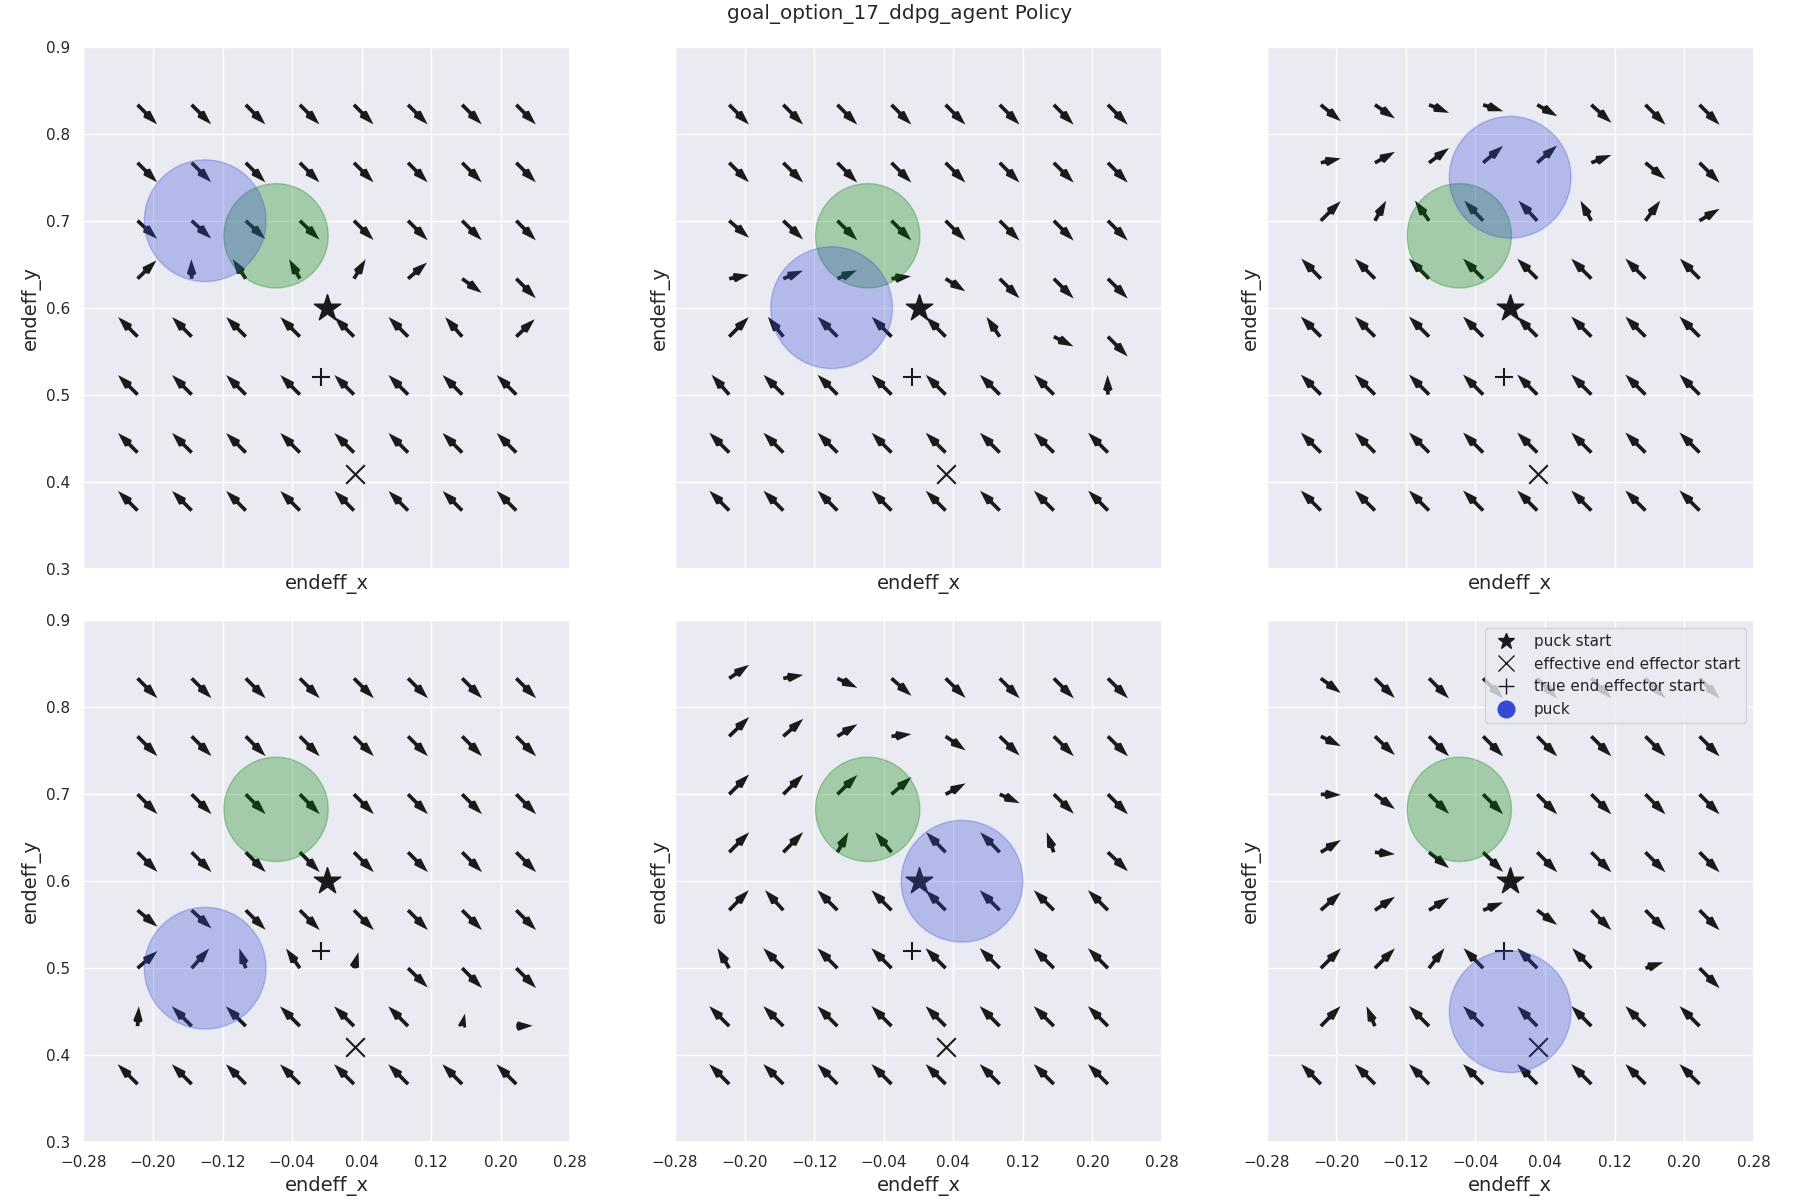 goal_option_17_ddpg_agent Policy
0.9
0.8
0.7
0.6
0.5
0.4
0.3
endeff_y
endeff_x
endeff_y
endeff_x
endeff_y
endeff_x
0.9
0.8
0.7
0.6
0.5
0.4
0.3
endeff_y
−0.28 −0.20 −0.12 −0.04 0.04 0.12 0.20 0.28
endeff_x
endeff_y
−0.28 −0.20 −0.12 −0.04 0.04 0.12 0.20 0.28
endeff_x
puck start
effective end effector start
true end effector start
puck
endeff_y
−0.28 −0.20 −0.12 −0.04 0.04 0.12 0.20 0.28
endeff_x